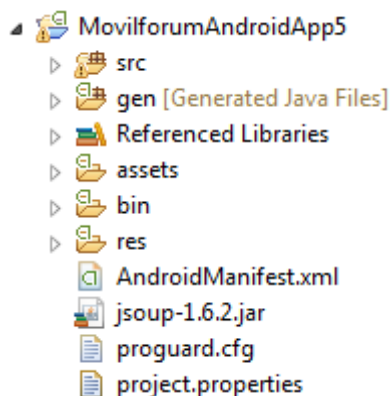 MovilforumAndroidApp5
src
gen [Generated Java Files]
Referenced Libraries
assets
bin
res
AndroidManifest.xml
jsoup-1.6.2.jar
proguard.cfg
project.properties